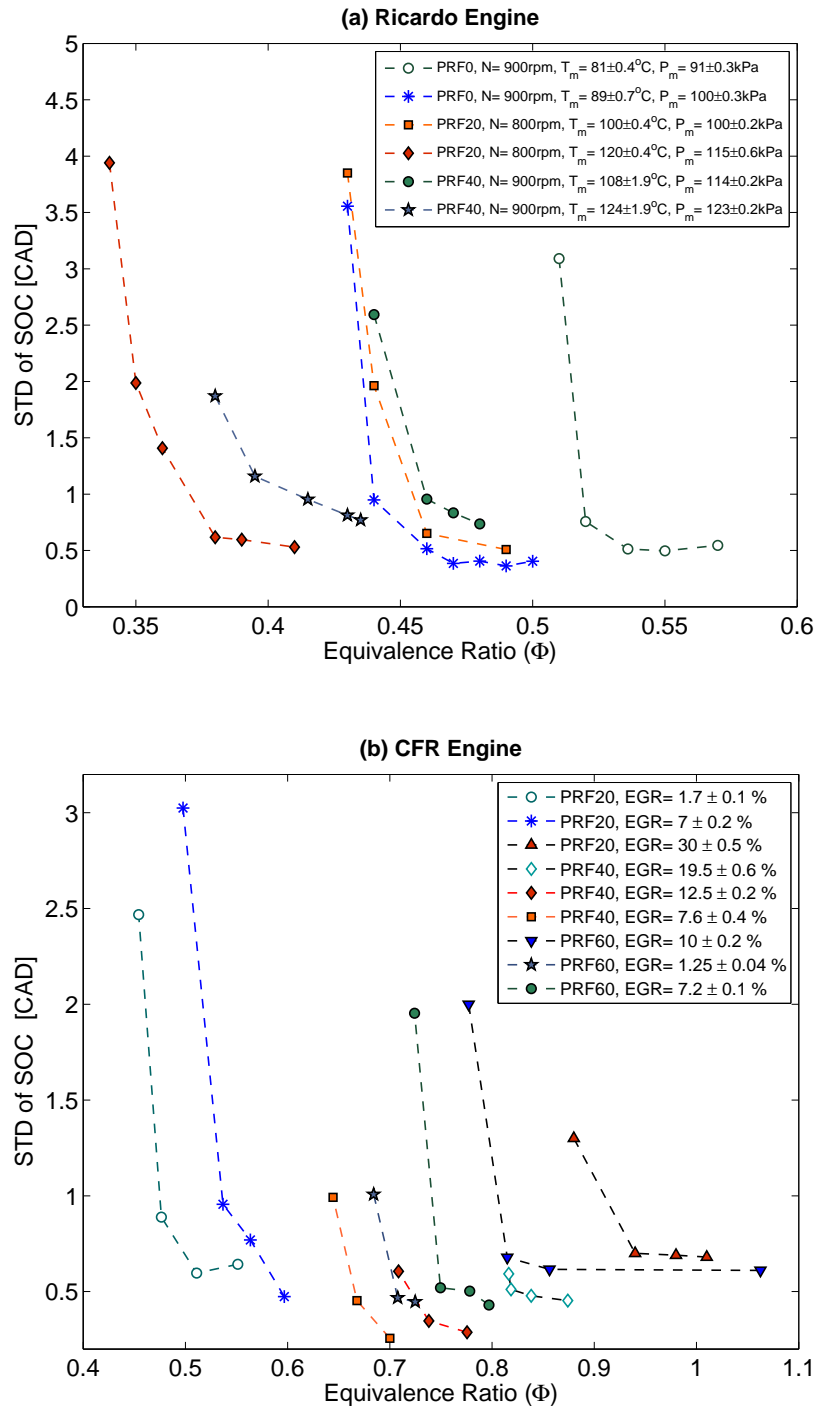 (a) Ricardo Engine
5
4.5
4
3.5
3
2.5
2
1.5
1
0.5
0
STD of SOC [CAD]
PRF0, N= 900rpm, T_m= 81±0.4°C, P_m= 91±0.3kPa
PRF0, N= 900rpm, T_m= 89±0.7°C, P_m= 100±0.3kPa
PRF20, N= 800rpm, T_m= 100±0.4°C, P_m= 100±0.2kPa
PRF20, N= 800rpm, T_m= 120±0.4°C, P_m= 115±0.6kPa
PRF40, N= 900rpm, T_m= 108±1.9°C, P_m= 114±0.2kPa
PRF40, N= 900rpm, T_m= 124±1.9°C, P_m= 123±0.2kPa
0.35 0.4 0.45 0.5 0.55 0.6
Equivalence Ratio (Φ)
(b) CFR Engine
3
2.5
2
1.5
1
0.5
STD of SOC [CAD]
PRF20, EGR= 1.7 ± 0.1 %
PRF20, EGR= 7 ± 0.2 %
PRF20, EGR= 30 ± 0.5 %
PRF40, EGR= 19.5 ± 0.6 %
PRF40, EGR= 12.5 ± 0.2 %
PRF40, EGR= 7.6 ± 0.4 %
PRF60, EGR= 10 ± 0.2 %
PRF60, EGR= 1.25 ± 0.04 %
PRF60, EGR= 7.2 ± 0.1 %
0.4 0.5 0.6 0.7 0.8 0.9 1 1.1
Equivalence Ratio (Φ)